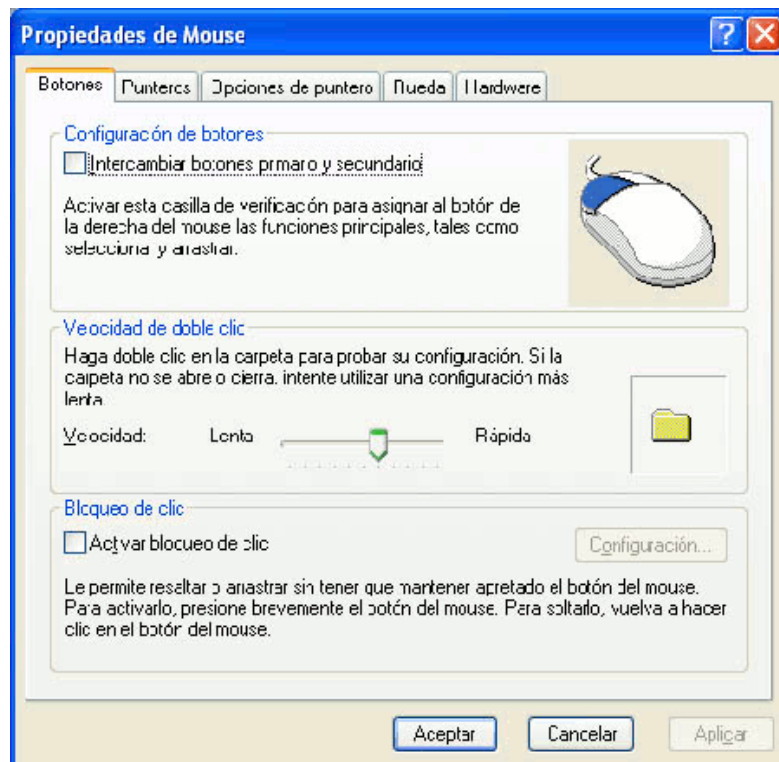 Propiedades de Mouse
Botones Punteros Opciones de puntero Rueda Hardware
Configuración de botones
Intercambiar botones primaro y secundario
Activar esta casilla de verificación para asignar al botón de
la derecha del mouse las funciones principales, tales como
seleccionar y arrastrar.
Velocidad de doble clic
Haga doble clic en la carpeta para probar su configuración. Si la
carpeta no se abre o cierra, intente utilizar una configuración más
lenta.
Velocidad: Lenta Rápida
Bloqueo de clic
Activar bloqueo de clic
Configuración...
Le permite resaltar o arrastrar sin tener que mantener apretado el botón del mouse.
Para activarlo, presione brevemente el botón del mouse. Para soltarlo, vuelva a hacer
clic en el botón del mouse.
Aceptar Cancelar Aplicar